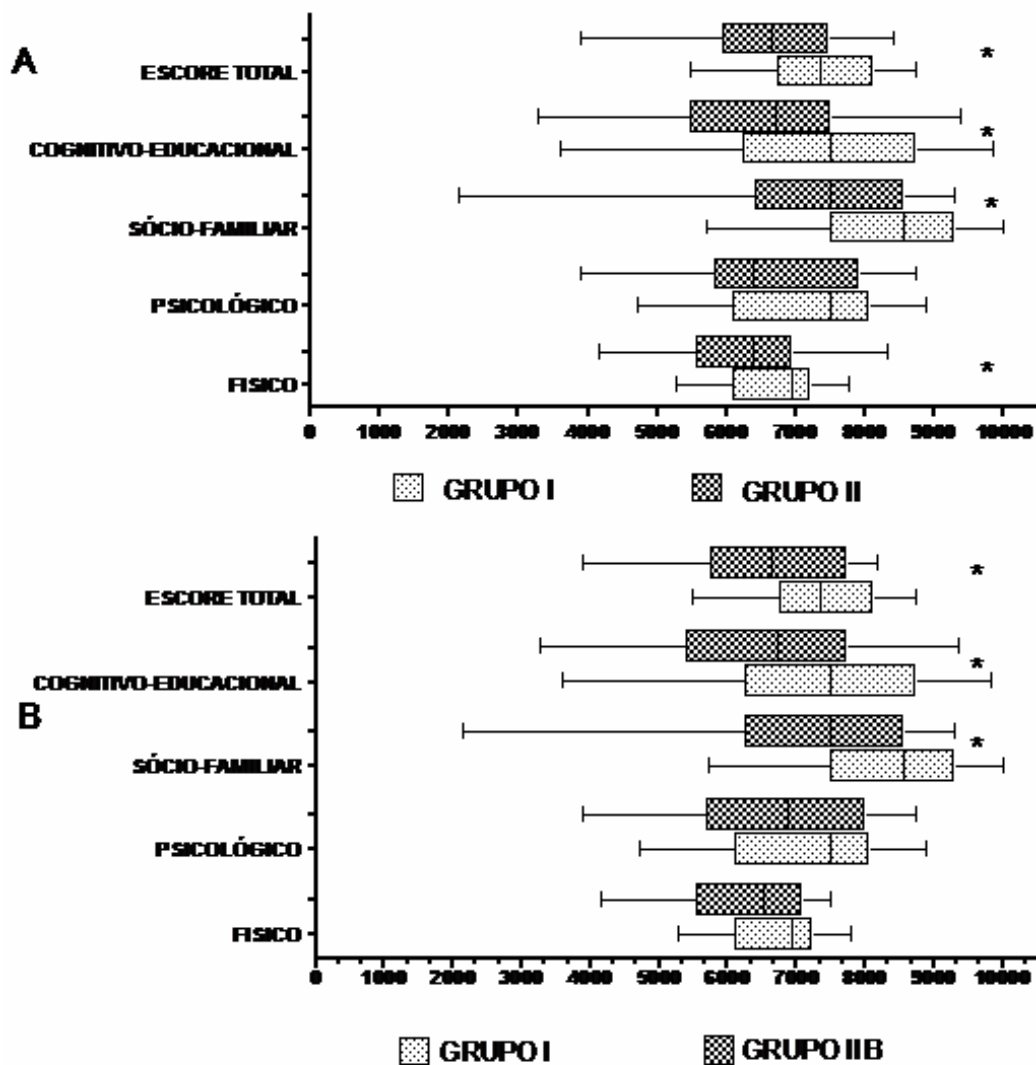 A
*
ESCORE TOTAL
*
COGNITIVO-EDUCACIONAL
*
SÓCIO-FAMILIAR
PSICOLÓGICO
*
FISICO
0 1000 2000 3000 4000 5000 6000 7000 8000 9000 10000
GRUPO I GRUPO II
*
ESCORE TOTAL
*
COGNITIVO-EDUCACIONAL
B
*
SÓCIO-FAMILIAR
PSICOLÓGICO
FISICO
0 1000 2000 3000 4000 5000 6000 7000 8000 9000 10000
GRUPO I GRUPO II B